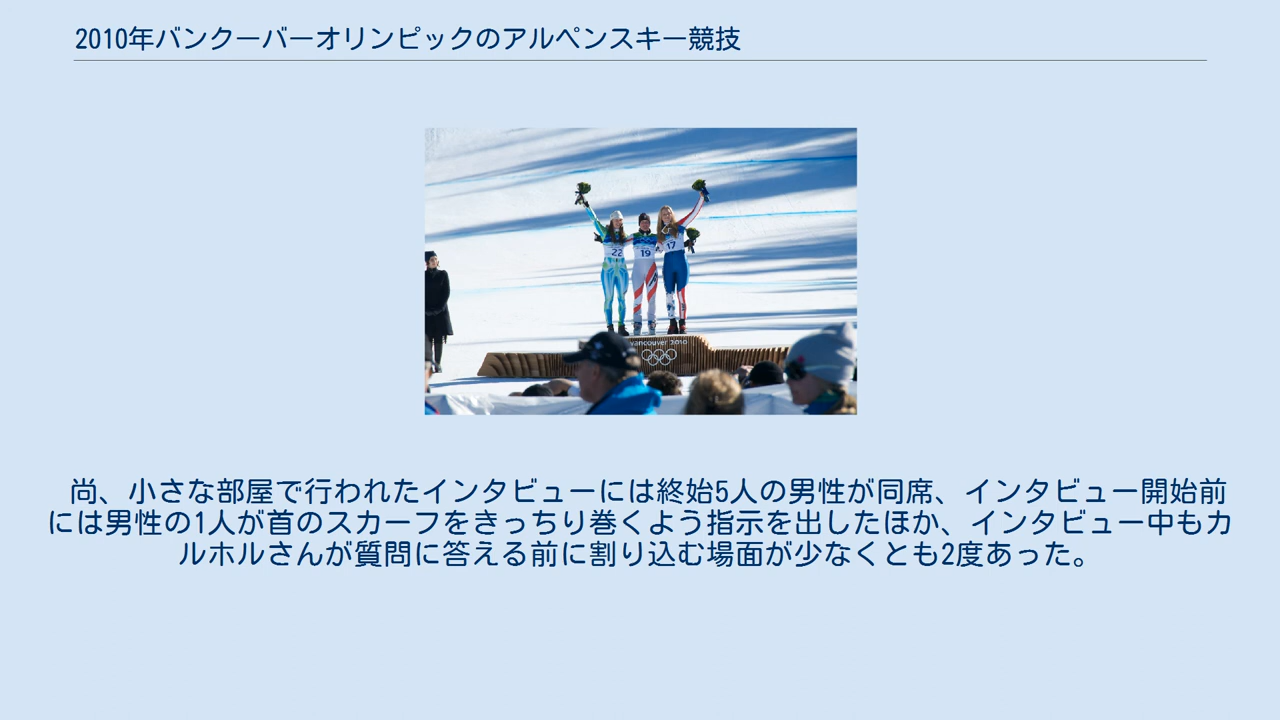 2010年バンクーバーオリンピックのアルペンスキー競技
22
19
17
vancouver 2010
尚、小さな部屋で行われたインタビューには終始5人の男性が同席、インタビュー開始前
には男性の1人が首のスカーフをきっちり巻くよう指示を出したほか、インタビュー中もカ
ルホルさんが質問に答える前に割り込む場面が少なくとも2度あった。